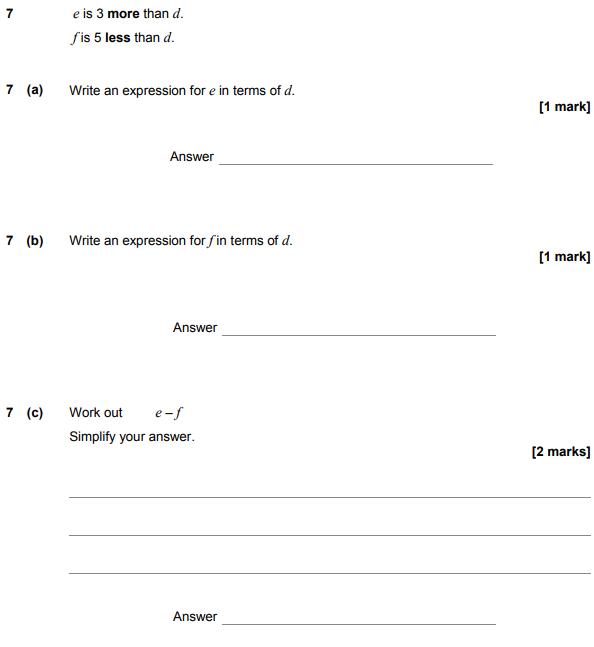 7 e is 3 more than d.
f is 5 less than d.
7 (a) Write an expression for e in terms of d.
[1 mark]
Answer
7 (b) Write an expression for f in terms of d.
[1 mark]
Answer
7 (c) Work out e – f
Simplify your answer.
[2 marks]
Answer